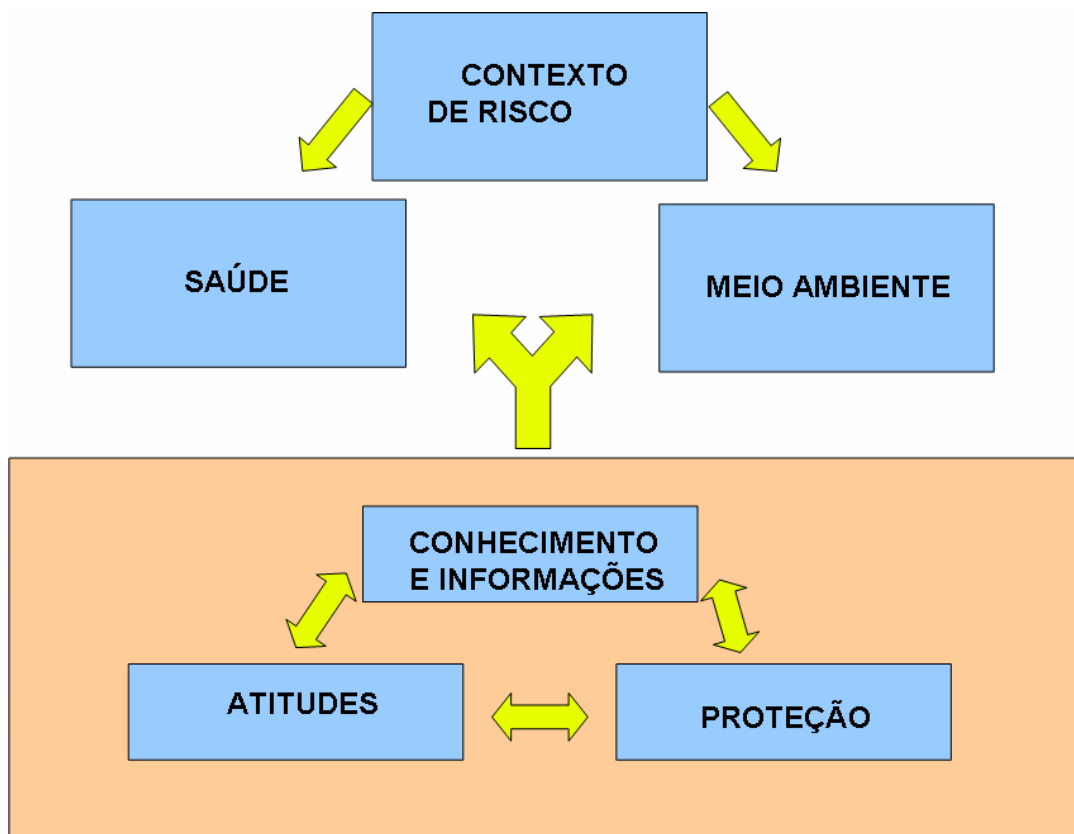 CONTEXTO
DE RISCO
SAÚDE
MEIO AMBIENTE
CONHECIMENTO
E INFORMAÇÕES
ATITUDES
PROTEÇÃO